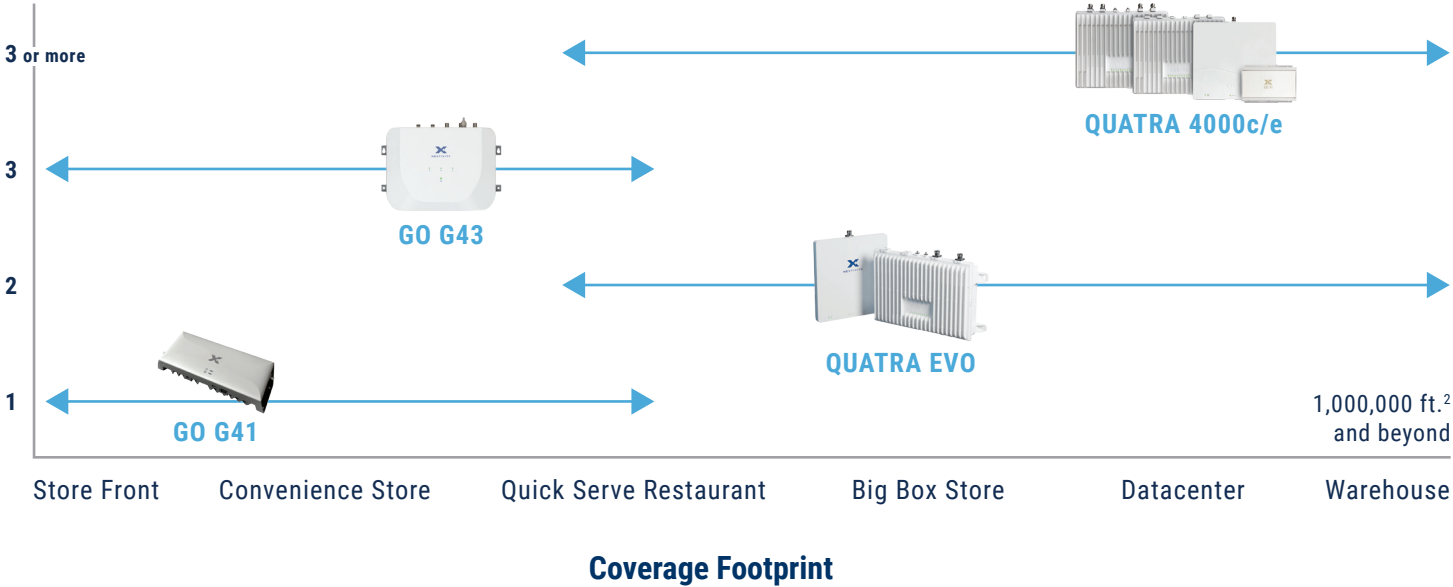 3 or more
QUATRA 4000c/e
3
GO G43
2
QUATRA EVO
1
GO G41
1,000,000 ft.²
and beyond
Store Front Convenience Store Quick Serve Restaurant Big Box Store Datacenter Warehouse
Coverage Footprint